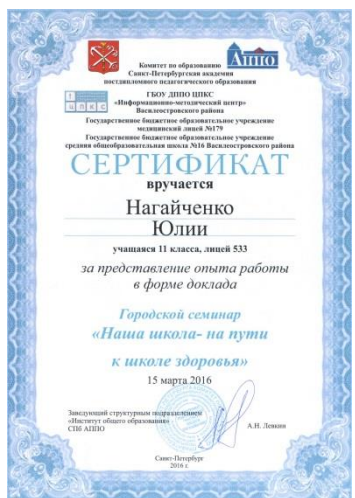 Комитет по образованию
Санкт-Петербургская академия
постдипломного педагогического образования
АППО
ГБОУ ДППО ЦПКС
«Информационно-методический центр»
Василеостровского района
ЦПКС
Государственное бюджетное образовательное учреждение
медицинский лицей №179
Государственное бюджетное образовательное учреждение
средняя общеобразовательная школа №16 Василеостровского района
СЕРТИФИКАТ
вручается
Нагайченко
Юлии
учащаяся 11 класса, лицей 533
за представление опыта работы
в форме доклада
Городской семинар
«Наша школа- на пути
к школе здоровья»
15 марта 2016
Заведующий структурным подразделением
«Институт общего образования»
СПб АППО
А.Н. Левкин
Санкт-Петербург
2016 г.